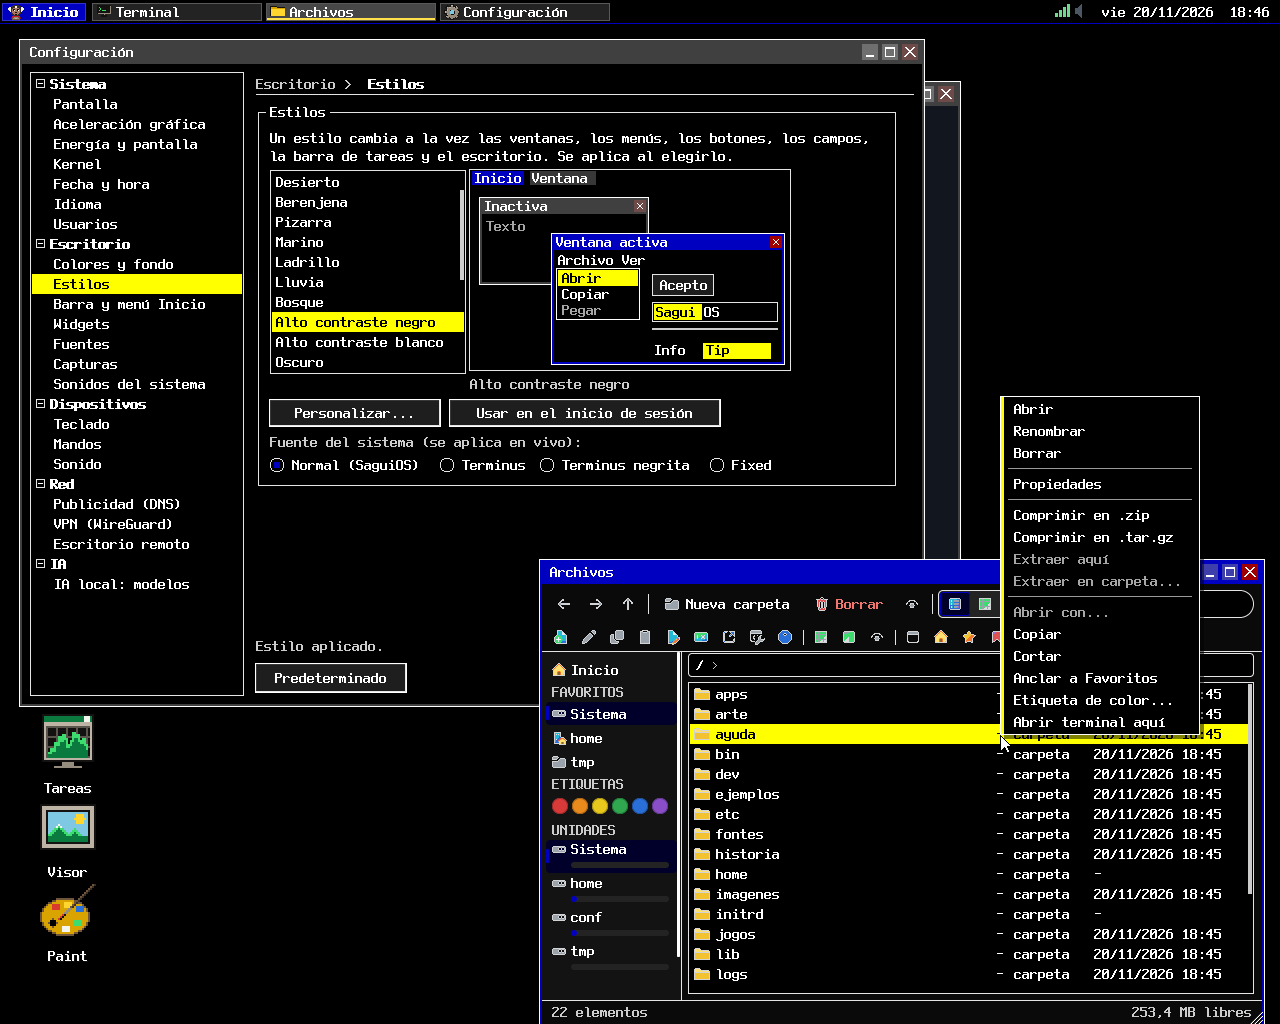 Inicio Terminal Archivos Configuración vie 20/11/2026 18:46
Configuración
Sistema
Pantalla
Aceleración gráfica
Energía y pantalla
Kernel
Fecha y hora
Idioma
Usuarios
Escritorio
Colores y fondo
Estilos
Barra y menú Inicio
Widgets
Fuentes
Capturas
Sonidos del sistema
Dispositivos
Teclado
Mandos
Sonido
Red
Publicidad (DNS)
VPN (WireGuard)
Escritorio remoto
IA
IA local: modelos
Escritorio > Estilos
Estilos
Un estilo cambia a la vez las ventanas, los menús, los botones, los campos,
la barra de tareas y el escritorio. Se aplica al elegirlo.
Desierto
Berenjena
Pizarra
Marino
Ladrillo
Lluvia
Bosque
Alto contraste negro
Alto contraste blanco
Oscuro
Inicio Ventana
Inactiva
Texto
Ventana activa
Archivo Ver
Abrir
Copiar
Pegar
Acepto
Sagui OS
Info Tip
Alto contraste negro
Personalizar... Usar en el inicio de sesión
Fuente del sistema (se aplica en vivo):
Normal (SaguiOS) Terminus Terminus negrita Fixed
Estilo aplicado.
Predeterminado
Tareas
Visor
Paint
Archivos
Nueva carpeta Borrar
Inicio
FAVORITOS
Sistema
home
tmp
ETIQUETAS
UNIDADES
Sistema
home
conf
tmp
/ >
apps :45
arte :45
ayuda - :45
bin - carpeta 20/11/2026 18:45
dev - carpeta 20/11/2026 18:45
ejemplos - carpeta 20/11/2026 18:45
etc - carpeta 20/11/2026 18:45
fontes - carpeta 20/11/2026 18:45
historia - carpeta 20/11/2026 18:45
home - carpeta -
imagenes - carpeta 20/11/2026 18:45
initrd - carpeta -
jogos - carpeta 20/11/2026 18:45
lib - carpeta 20/11/2026 18:45
logs - carpeta 20/11/2026 18:45
22 elementos 253,4 MB libres
Abrir
Renombrar
Borrar
Propiedades
Comprimir en .zip
Comprimir en .tar.gz
Extraer aquí
Extraer en carpeta...
Abrir con...
Copiar
Cortar
Anclar a Favoritos
Etiqueta de color...
Abrir terminal aquí